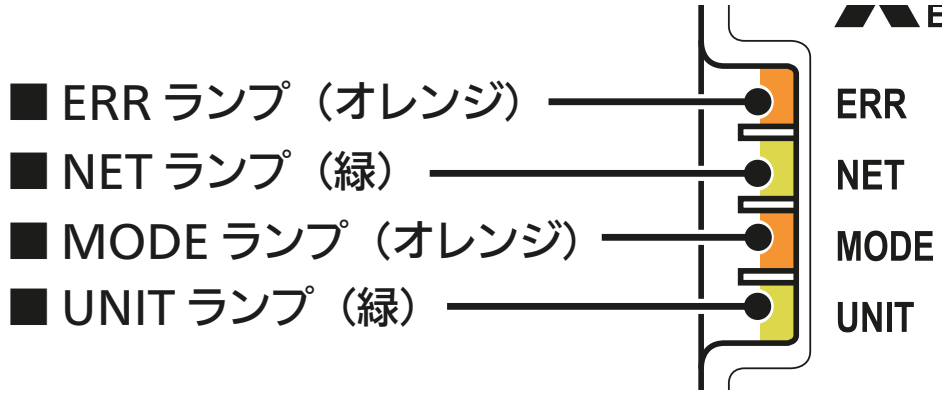 ■ ERR ランプ（オレンジ）
ERR
■ NET ランプ（緑）
NET
■ MODE ランプ（オレンジ）
MODE
■ UNIT ランプ（緑）
UNIT